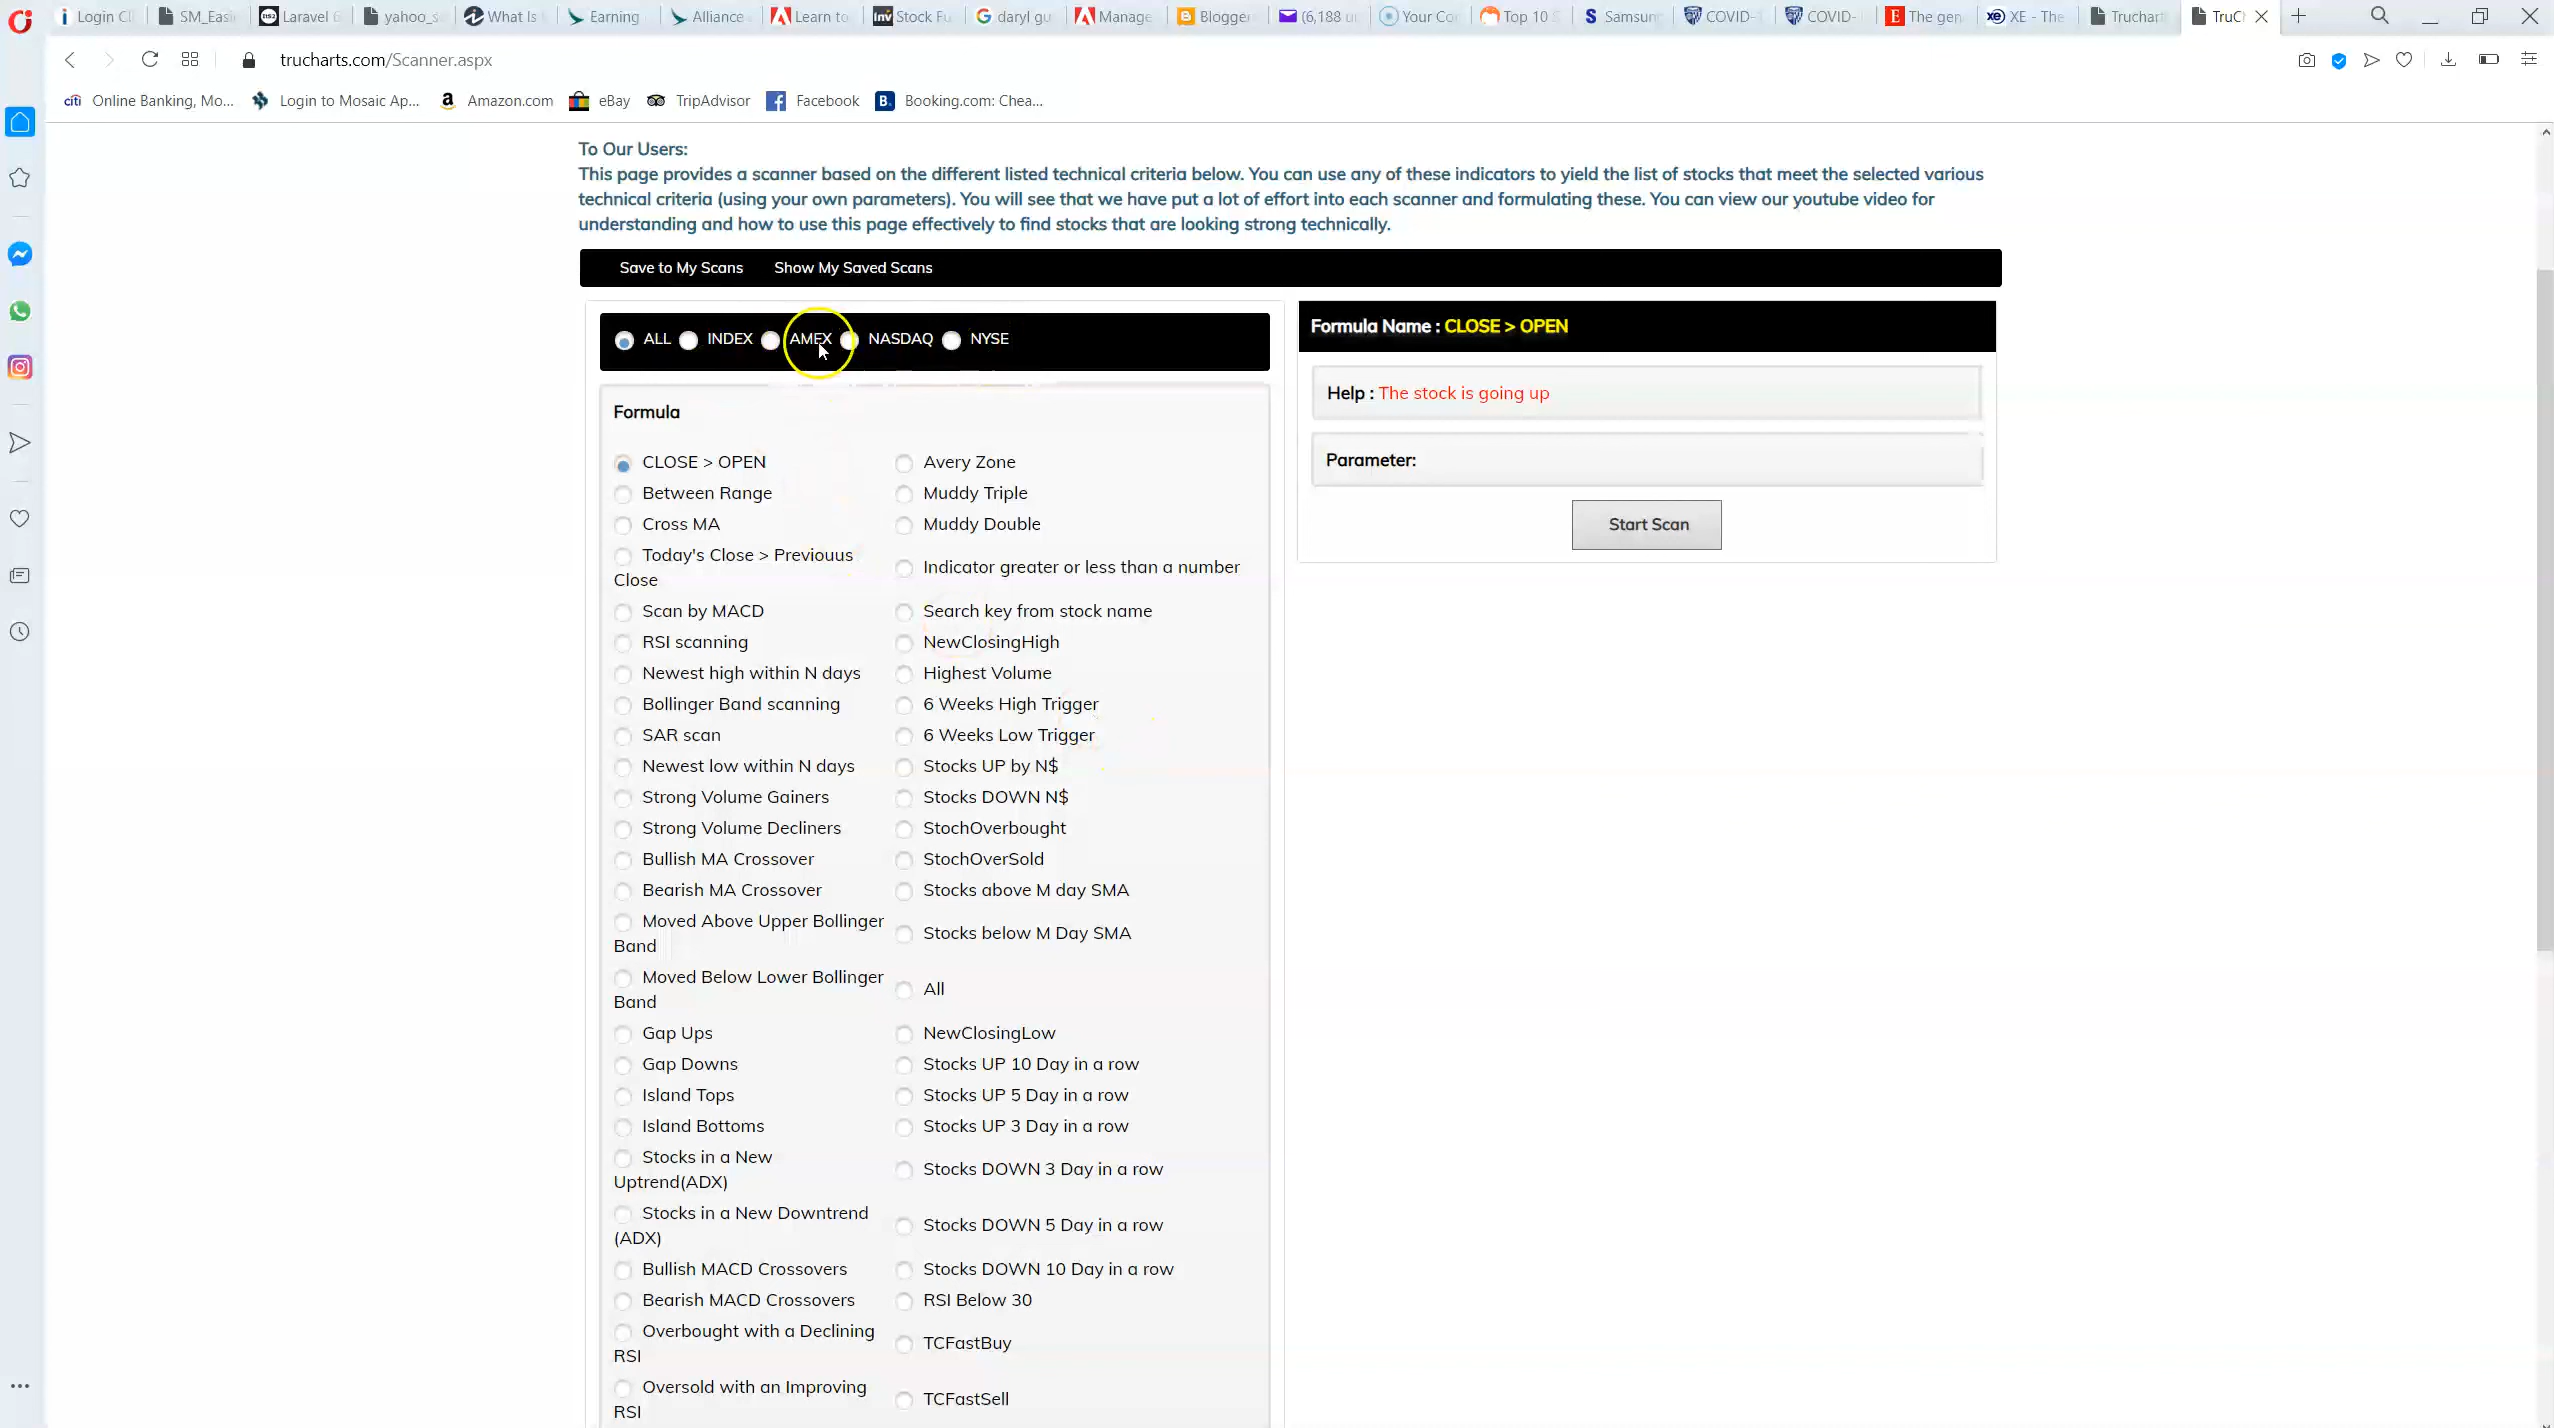 Login Cl
SM_Easi
Laravel 6
yahoo_s
What Is
Earning
Alliance
Learn to
Inv Stock Fu
daryl gu
Manage
Blogger
(6,188 u
Your Co
Top 10 S
S Samsun
COVID-1
COVID-
E The gen
xe XE - The
Truchart
TruCh
trucharts.com/Scanner.aspx
citi Online Banking, Mo...
Login to Mosaic Ap...
Amazon.com
eBay
TripAdvisor
Facebook
B. Booking.com: Chea...
To Our Users:
This page provides a scanner based on the different listed technical criteria below. You can use any of these indicators to yield the list of stocks that meet the selected various
technical criteria (using your own parameters). You will see that we have put a lot of effort into each scanner and formulating these. You can view our youtube video for
understanding and how to use this page effectively to find stocks that are looking strong technically.
Save to My Scans Show My Saved Scans
ALL INDEX AMEX NASDAQ NYSE
Formula
CLOSE > OPEN
Between Range
Cross MA
Today's Close > Previouus
Close
Scan by MACD
RSI scanning
Newest high within N days
Bollinger Band scanning
SAR scan
Newest low within N days
Strong Volume Gainers
Strong Volume Decliners
Bullish MA Crossover
Bearish MA Crossover
Moved Above Upper Bollinger
Band
Moved Below Lower Bollinger
Band
Gap Ups
Gap Downs
Island Tops
Island Bottoms
Stocks in a New
Uptrend(ADX)
Stocks in a New Downtrend
(ADX)
Bullish MACD Crossovers
Bearish MACD Crossovers
Overbought with a Declining
RSI
Oversold with an Improving
RSI
Avery Zone
Muddy Triple
Muddy Double
Indicator greater or less than a number
Search key from stock name
NewClosingHigh
Highest Volume
6 Weeks High Trigger
6 Weeks Low Trigger
Stocks UP by N$
Stocks DOWN N$
StochOverbought
StochOverSold
Stocks above M day SMA
Stocks below M Day SMA
All
NewClosingLow
Stocks UP 10 Day in a row
Stocks UP 5 Day in a row
Stocks UP 3 Day in a row
Stocks DOWN 3 Day in a row
Stocks DOWN 5 Day in a row
Stocks DOWN 10 Day in a row
RSI Below 30
TCFastBuy
TCFastSell
Formula Name : CLOSE > OPEN
Help : The stock is going up
Parameter:
Start Scan